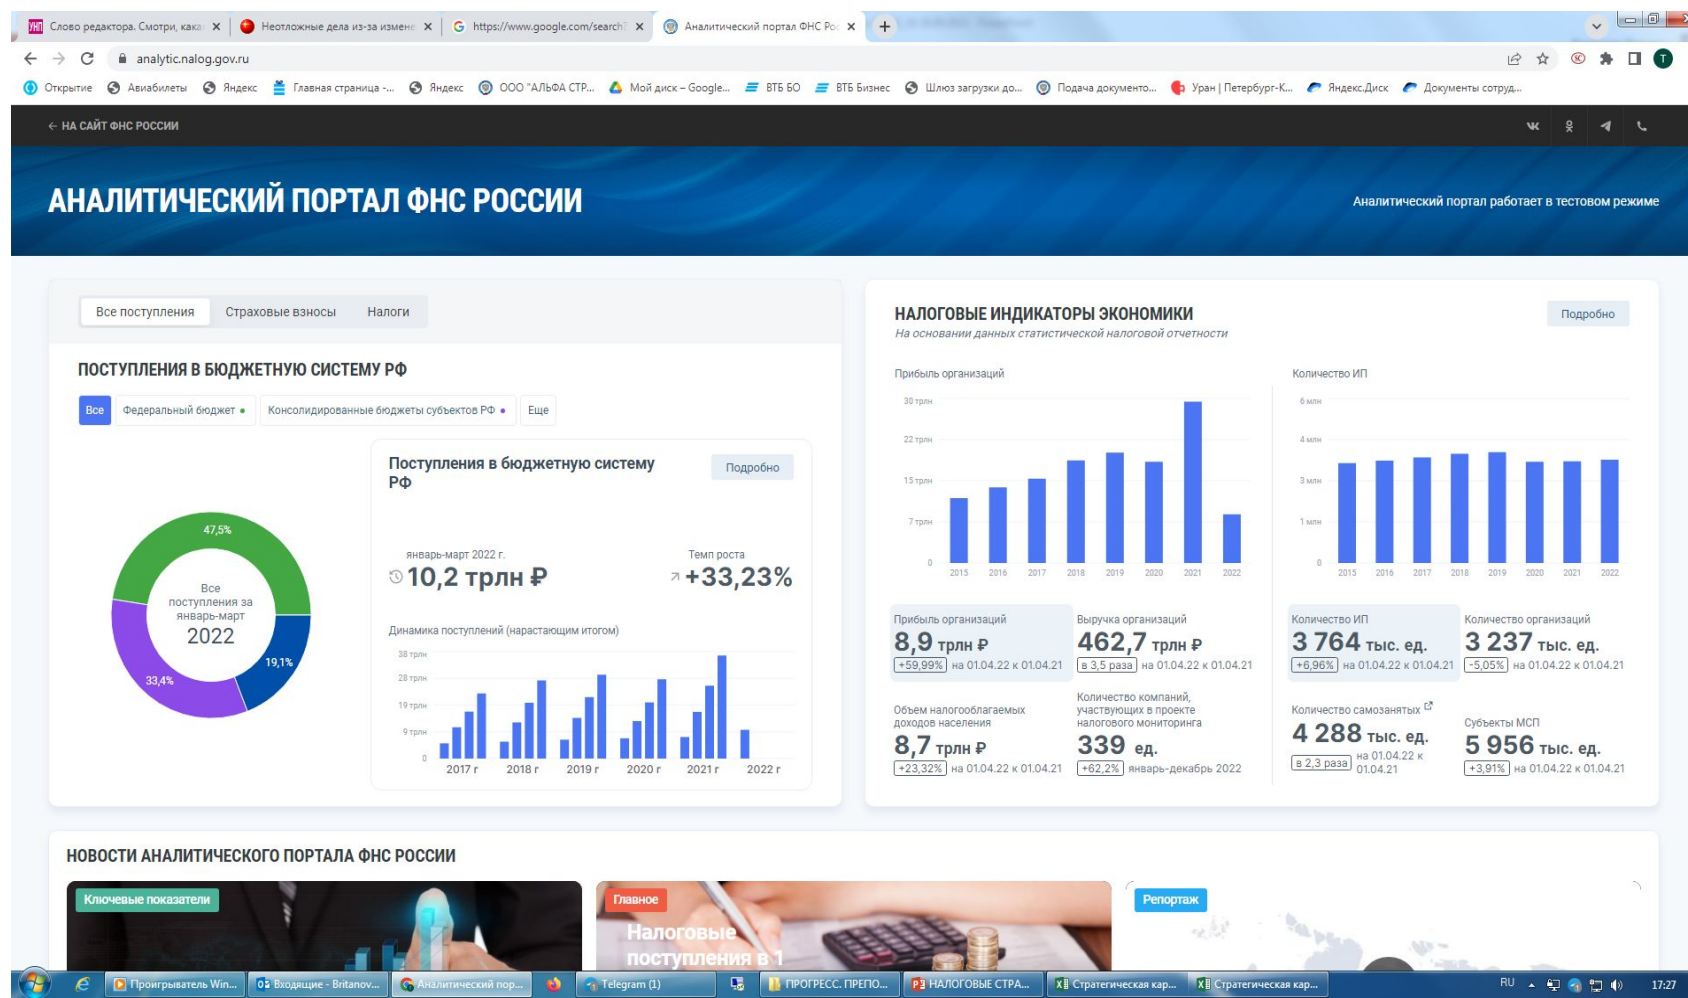 Слово редактора. Смотри, кака
Неотложные дела из-за измене
https://www.google.com/search?
Аналитический портал ФНС Рос
analytic.nalog.gov.ru
Открытие
Авиабилеты
Яндекс
Главная страница -...
Яндекс
ООО "АЛЬФА СТР...
Мой диск – Google...
ВТБ БО
ВТБ Бизнес
Шлюз загрузки до...
Подача документо...
Уран | Петербург-К...
Яндекс.Диск
Документы сотруд...
← НА САЙТ ФНС РОССИИ
АНАЛИТИЧЕСКИЙ ПОРТАЛ ФНС РОССИИ
Аналитический портал работает в тестовом режиме
Все поступления
Страховые взносы
Налоги
ПОСТУПЛЕНИЯ В БЮДЖЕТНУЮ СИСТЕМУ РФ
Все
Федеральный бюджет
Консолидированные бюджеты субъектов РФ
Еще
47,5%
33,4%
19,1%
Все
поступления за
январь-март
2022
Поступления в бюджетную систему
РФ
Подробно
январь-март 2022 г.
10,2 трлн ₽
Темп роста
+33,23%
Динамика поступлений (нарастающим итогом)
38 трлн
28 трлн
19 трлн
9 трлн
0
2017 г
2018 г
2019 г
2020 г
2021 г
2022 г
НАЛОГОВЫЕ ИНДИКАТОРЫ ЭКОНОМИКИ
На основании данных статистической налоговой отчетности
Подробно
Прибыль организаций
30 трлн
22 трлн
15 трлн
7 трлн
0
2015
2016
2017
2018
2019
2020
2021
2022
Количество ИП
6 млн
4 млн
3 млн
1 млн
0
2015
2016
2017
2018
2019
2020
2021
2022
Прибыль организаций
8,9 трлн ₽
+59,99% на 01.04.22 к 01.04.21
Выручка организаций
462,7 трлн ₽
в 3,5 раза на 01.04.22 к 01.04.21
Количество ИП
3 764 тыс. ед.
+6,96% на 01.04.22 к 01.04.21
Количество организаций
3 237 тыс. ед.
-5,05% на 01.04.22 к 01.04.21
Объем налогооблагаемых
доходов населения
8,7 трлн ₽
+23,32% на 01.04.22 к 01.04.21
Количество компаний,
участвующих в проекте
налогового мониторинга
339 ед.
+62,2% январь-декабрь 2022
Количество самозанятых
4 288 тыс. ед.
в 2,3 раза на 01.04.22 к
01.04.21
Субъекты МСП
5 956 тыс. ед.
+3,91% на 01.04.22 к 01.04.21
НОВОСТИ АНАЛИТИЧЕСКОГО ПОРТАЛА ФНС РОССИИ
Ключевые показатели
Главное
Налоговые
поступления в 1
Репортаж
Проигрыватель Win...
Входящие - Britanov...
Аналитический пор...
Telegram (1)
ПРОГРЕСС. ПРЕПО...
НАЛОГОВЫЕ СТРА...
Стратегическая кар...
Стратегическая кар...
RU
17:27